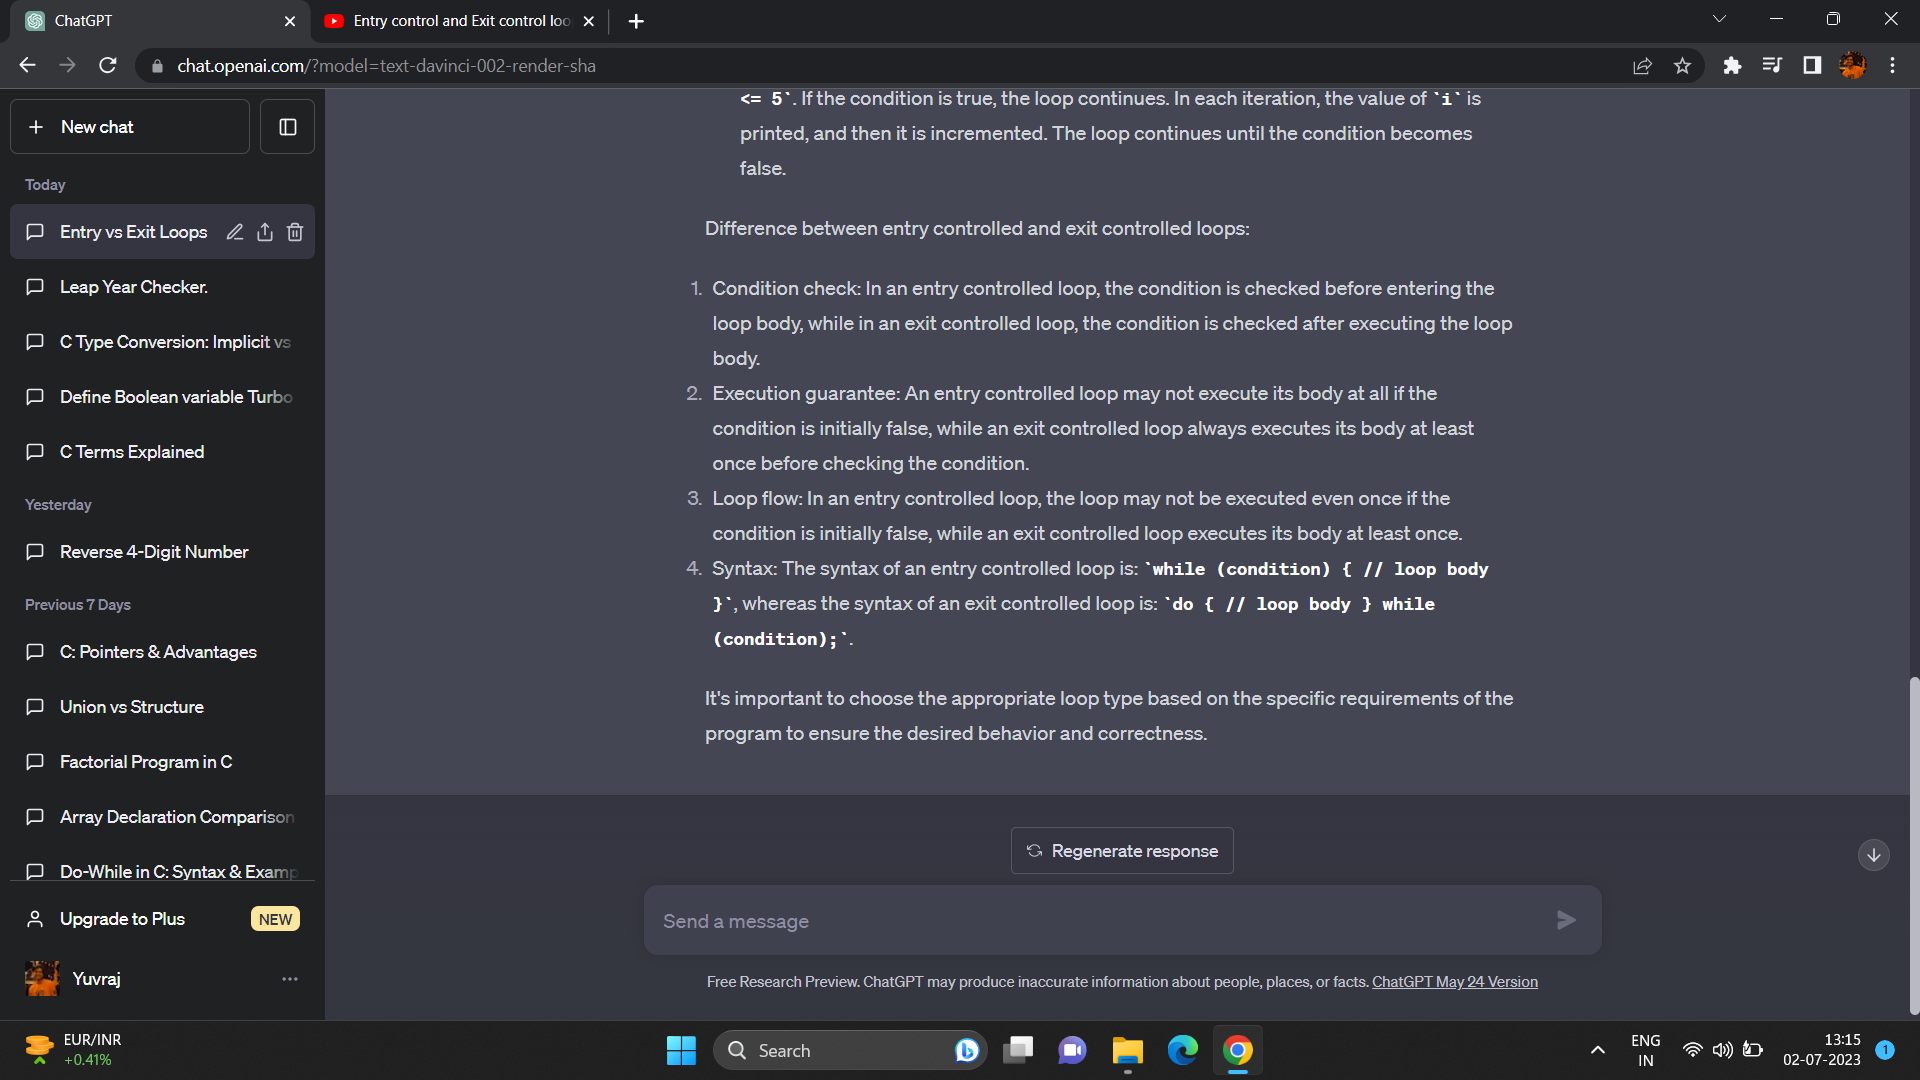 ChatGPT
Entry control and Exit control loo
chat.openai.com/?model=text-davinci-002-render-sha
New chat
Today
Entry vs Exit Loops
Leap Year Checker.
C Type Conversion: Implicit vs
Define Boolean variable Turbo
C Terms Explained
Yesterday
Reverse 4-Digit Number
Previous 7 Days
C: Pointers & Advantages
Union vs Structure
Factorial Program in C
Array Declaration Comparison
Do-While in C: Syntax & Examp
Upgrade to Plus NEW
Yuvraj
<= 5`. If the condition is true, the loop continues. In each iteration, the value of `i` is
printed, and then it is incremented. The loop continues until the condition becomes
false.
Difference between entry controlled and exit controlled loops:
1. Condition check: In an entry controlled loop, the condition is checked before entering the
loop body, while in an exit controlled loop, the condition is checked after executing the loop
body.
2. Execution guarantee: An entry controlled loop may not execute its body at all if the
condition is initially false, while an exit controlled loop always executes its body at least
once before checking the condition.
3. Loop flow: In an entry controlled loop, the loop may not be executed even once if the
condition is initially false, while an exit controlled loop executes its body at least once.
4. Syntax: The syntax of an entry controlled loop is: `while (condition) { // loop body
}`, whereas the syntax of an exit controlled loop is: `do { // loop body } while
(condition);`.
It's important to choose the appropriate loop type based on the specific requirements of the
program to ensure the desired behavior and correctness.
Regenerate response
Send a message
Free Research Preview. ChatGPT may produce inaccurate information about people, places, or facts. ChatGPT May 24 Version
EUR/INR
+0.41%
Search
ENG
IN
13:15
02-07-2023
1